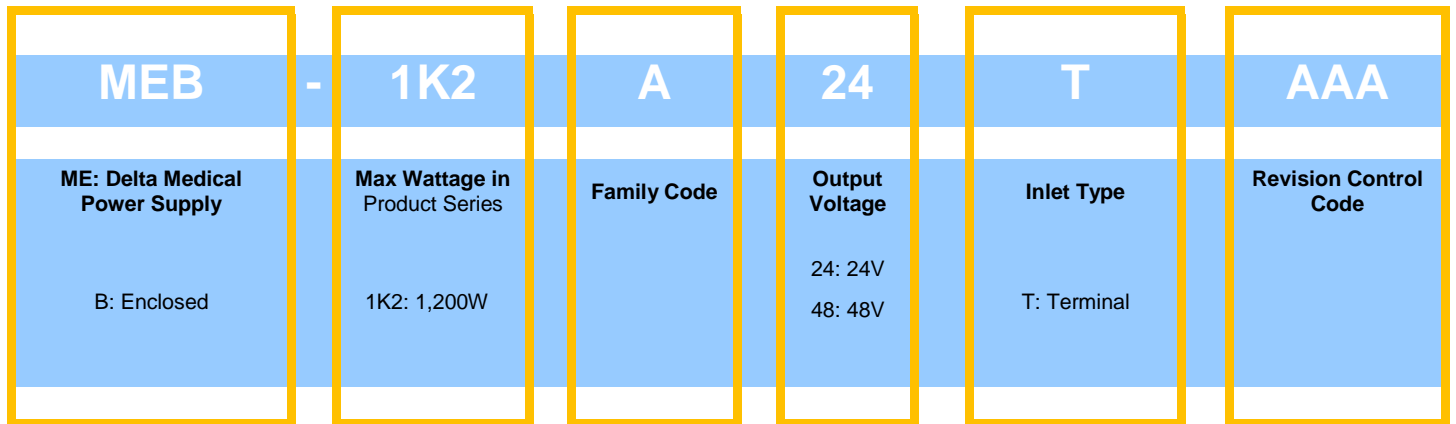 MEB - 1K2 A 24 T AAA
ME: Delta Medical
Power Supply
B: Enclosed
Max Wattage in
Product Series
1K2: 1,200W
Family Code
Output
Voltage
24: 24V
48: 48V
Inlet Type
T: Terminal
Revision Control
Code